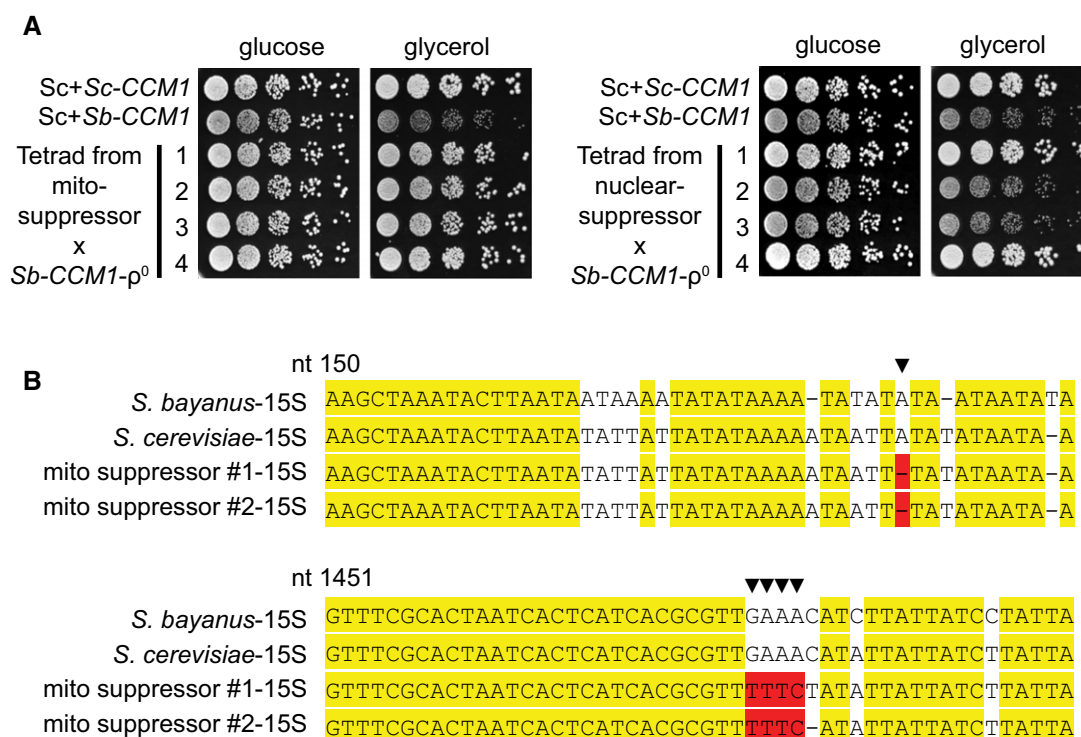 A
glucose glycerol
Sc+Sc-CCM1
Sc+Sb-CCM1
Tetrad from mito-suppressor x Sb-CCM1-ρ⁰
1
2
3
4
glucose glycerol
Sc+Sc-CCM1
Sc+Sb-CCM1
Tetrad from nuclear-suppressor x Sb-CCM1-ρ⁰
1
2
3
4
B
nt 150
S. bayanus-15S AAGCTAAATACTTAATAATAAAATATATAAAA-TATATATA-ATAATATA
S. cerevisiae-15S AAGCTAAATACTTAATATATTATTATATAAAAATAATTATATATAATA-A
mito suppressor #1-15S AAGCTAAATACTTAATATATTATTATATAAAAATAATT-TATATAATA-A
mito suppressor #2-15S AAGCTAAATACTTAATATATTATTATATAAAAATAATT-TATATAATA-A
nt 1451
S. bayanus-15S GTTTCGCACTAATCACTCATCACGCGTTGAAACATCTTATTATCCTATTA
S. cerevisiae-15S GTTTCGCACTAATCACTCATCACGCGTTGAAACATATTATTATCTTATTA
mito suppressor #1-15S GTTTCGCACTAATCACTCATCACGCGTTTTTCTATATTATTATCTTATTA
mito suppressor #2-15S GTTTCGCACTAATCACTCATCACGCGTTTTTC-ATATTATTATCTTATTA